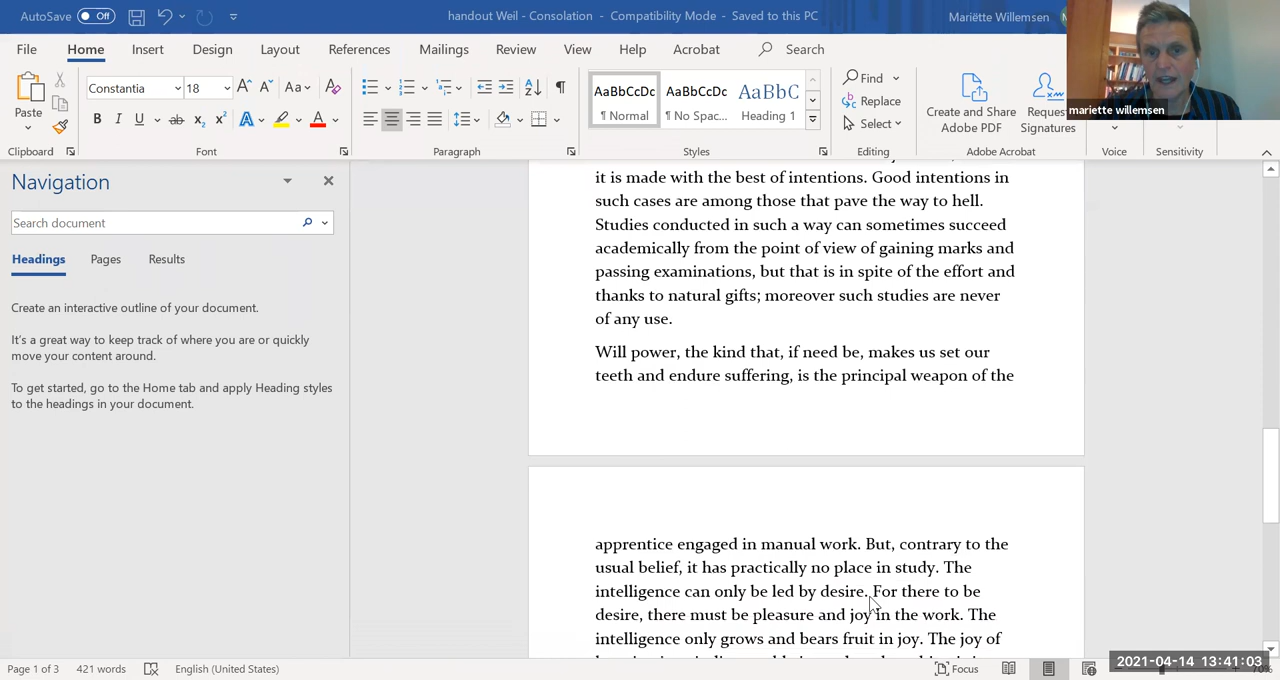 AutoSave Off
handout Weil - Consolation - Compatibility Mode - Saved to this PC
Mariëtte Willemsen
File Home Insert Design Layout References Mailings Review View Help Acrobat Search
mariette willemsen
Paste
Constantia 18
AaBbCcDc AaBbCcDc AaBbC
¶ Normal ¶ No Spac... Heading 1
Find
Replace
Select
Create and Share Adobe PDF
Signatures
Clipboard Font Paragraph Styles Editing Adobe Acrobat Voice Sensitivity
Navigation
Search document
Headings Pages Results
Create an interactive outline of your document.
It's a great way to keep track of where you are or quickly
move your content around.
To get started, go to the Home tab and apply Heading styles
to the headings in your document.
it is made with the best of intentions. Good intentions in
such cases are among those that pave the way to hell.
Studies conducted in such a way can sometimes succeed
academically from the point of view of gaining marks and
passing examinations, but that is in spite of the effort and
thanks to natural gifts; moreover such studies are never
of any use.
Will power, the kind that, if need be, makes us set our
teeth and endure suffering, is the principal weapon of the
apprentice engaged in manual work. But, contrary to the
usual belief, it has practically no place in study. The
intelligence can only be led by desire. For there to be
desire, there must be pleasure and joy in the work. The
intelligence only grows and bears fruit in joy. The joy of
Page 1 of 3 421 words English (United States)
Focus
2021-04-14 13:41:03